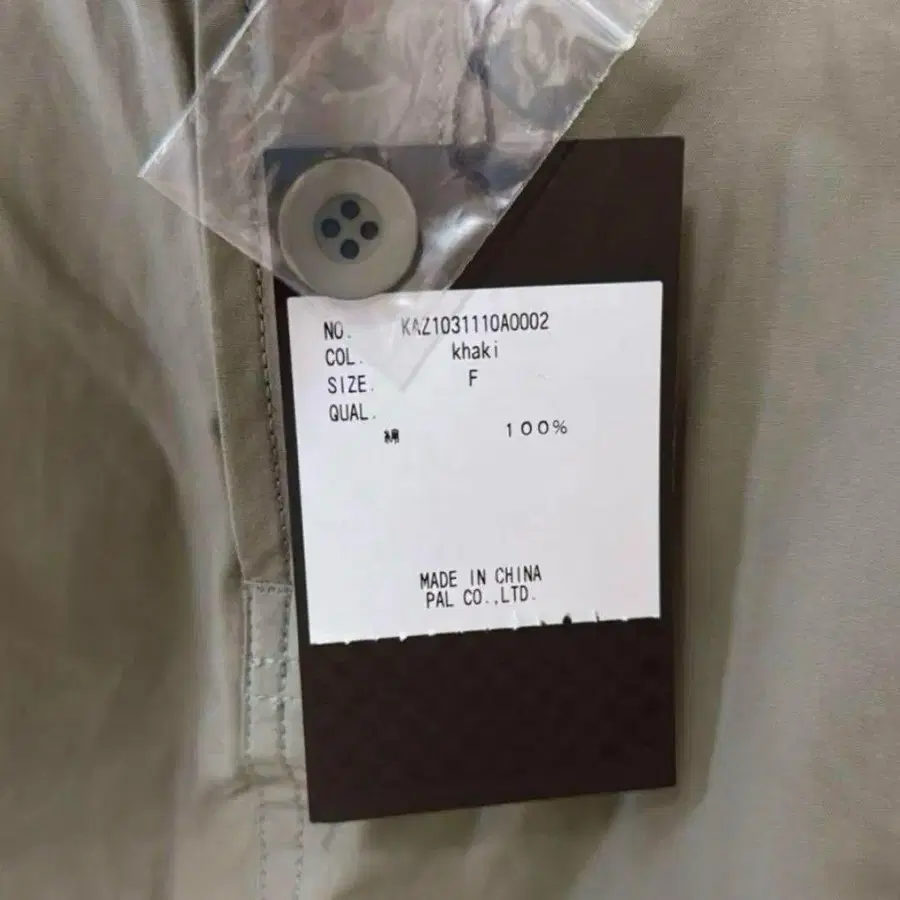 NO. KAZ1031110A0002
COL. khaki
SIZE. F
QUAL.
綿 100%
MADE IN CHINA
PAL CO.,LTD.